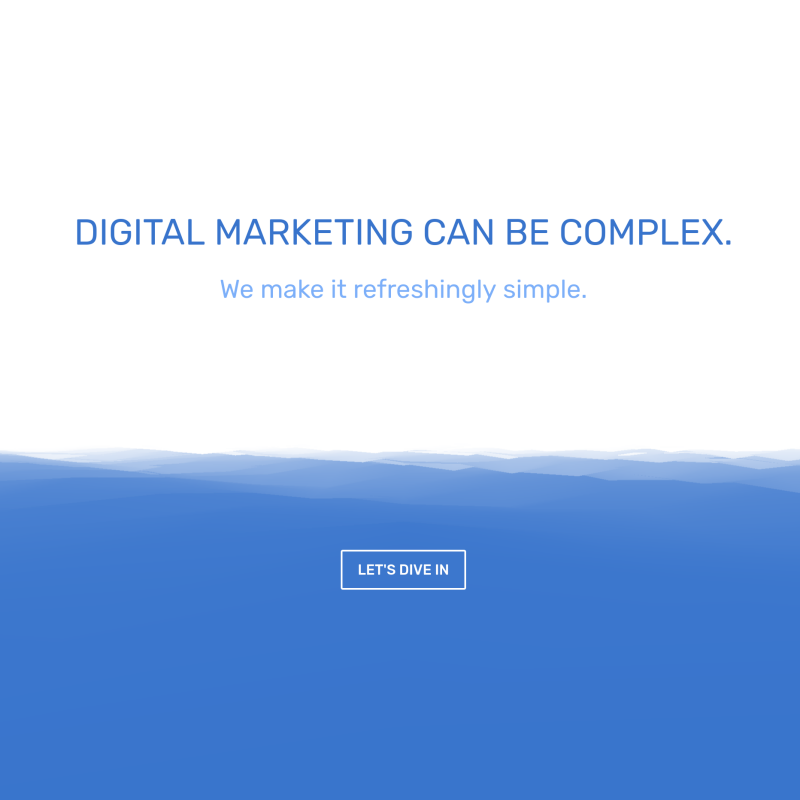 DIGITAL MARKETING CAN BE COMPLEX.
We make it refreshingly simple.
LET'S DIVE IN